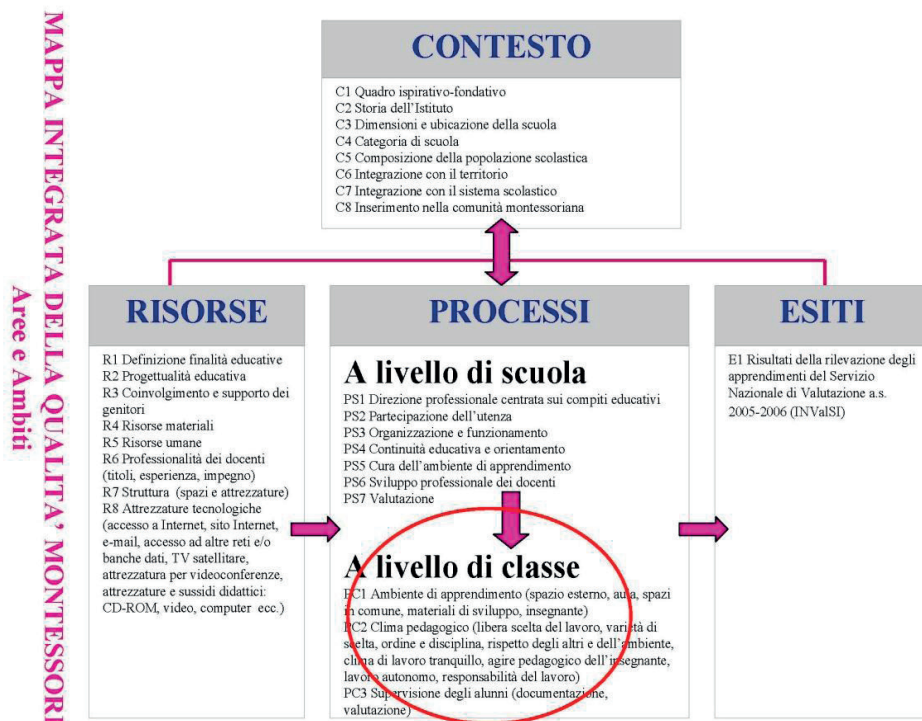 MAPPA INTEGRATA DELLA QUALITA' MONTESSORI
Aree e Ambiti
CONTESTO
C1 Quadro ispirativo-fondativo
C2 Storia dell'Istituto
C3 Dimensioni e ubicazione della scuola
C4 Categoria di scuola
C5 Composizione della popolazione scolastica
C6 Integrazione con il territorio
C7 Integrazione con il sistema scolastico
C8 Inserimento nella comunità montessoriana
RISORSE
R1 Definizione finalità educative
R2 Progettualità educativa
R3 Coinvolgimento e supporto dei
genitori
R4 Risorse materiali
R5 Risorse umane
R6 Professionalità dei docenti
(titoli, esperienza, impegno)
R7 Struttura (spazi e attrezzature)
R8 Attrezzature tecnologiche
(accesso a Internet, sito Internet,
e-mail, accesso ad altre reti e/o
banche dati, TV satellitare,
attrezzatura per videoconferenze,
attrezzature e sussidi didattici:
CD-ROM, video, computer ecc.)
PROCESSI
A livello di scuola
PS1 Direzione professionale centrata sui compiti educativi
PS2 Partecipazione dell'utenza
PS3 Organizzazione e funzionamento
PS4 Continuità educativa e orientamento
PS5 Cura dell'ambiente di apprendimento
PS6 Sviluppo professionale dei docenti
PS7 Valutazione
A livello di classe
PC1 Ambiente di apprendimento (spazio esterno, aula, spazi
in comune, materiali di sviluppo, insegnante)
PC2 Clima pedagogico (libera scelta del lavoro, varietà di
scelta, ordine e disciplina, rispetto degli altri e dell'ambiente,
clima di lavoro tranquillo, agire pedagogico dell'insegnante,
lavoro autonomo, responsabilità del lavoro)
PC3 Supervisione degli alunni (documentazione,
valutazione)
ESITI
E1 Risultati della rilevazione degli
apprendimenti del Servizio
Nazionale di Valutazione a.s.
2005-2006 (INValSI)